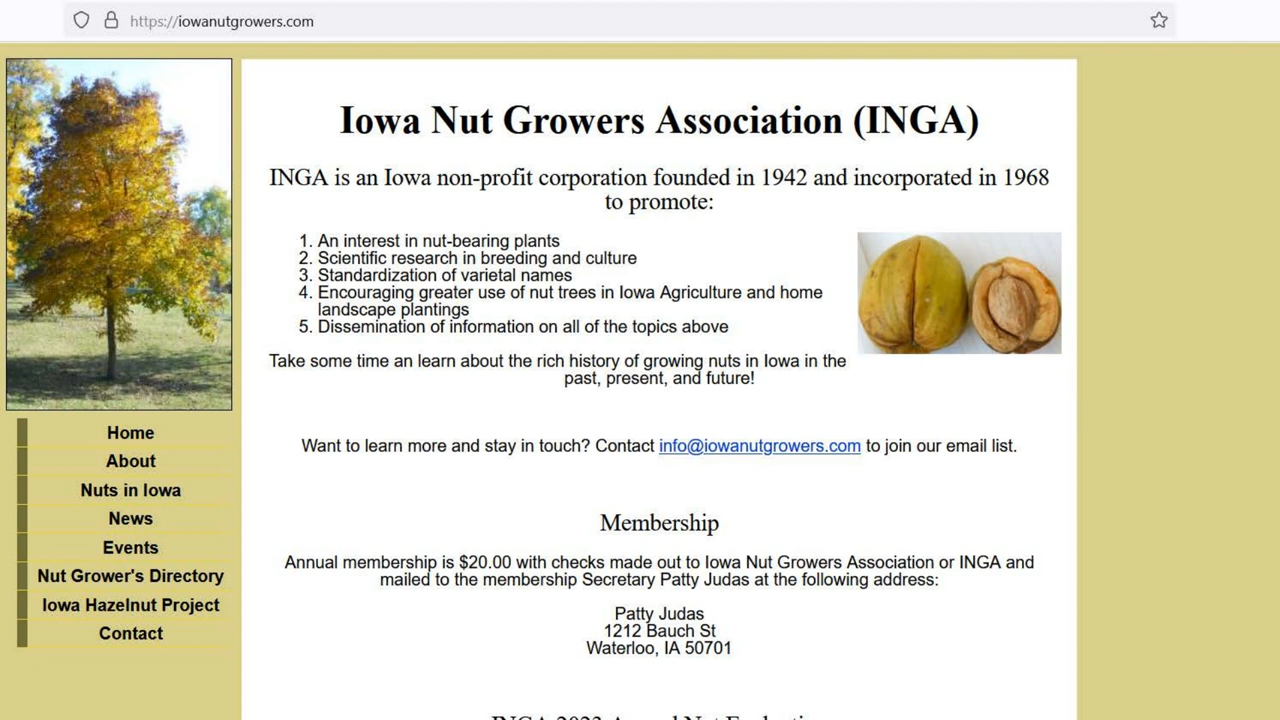 https://iowanutgrowers.com
Iowa Nut Growers Association (INGA)
INGA is an Iowa non-profit corporation founded in 1942 and incorporated in 1968
to promote:
1. An interest in nut-bearing plants
2. Scientific research in breeding and culture
3. Standardization of varietal names
4. Encouraging greater use of nut trees in Iowa Agriculture and home
landscape plantings
5. Dissemination of information on all of the topics above
Take some time an learn about the rich history of growing nuts in Iowa in the
past, present, and future!
Want to learn more and stay in touch? Contact info@iowanutgrowers.com to join our email list.
Membership
Annual membership is $20.00 with checks made out to Iowa Nut Growers Association or INGA and
mailed to the membership Secretary Patty Judas at the following address:
Patty Judas
1212 Bauch St
Waterloo, IA 50701
Home
About
Nuts in Iowa
News
Events
Nut Grower's Directory
Iowa Hazelnut Project
Contact